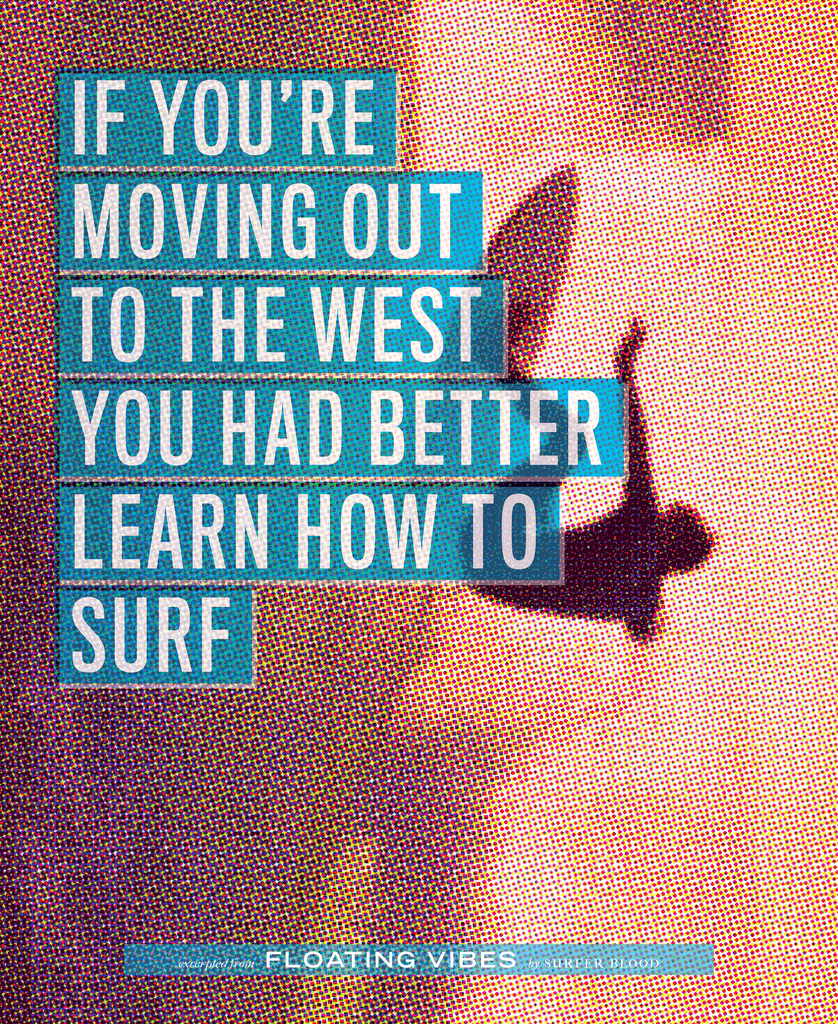 IF YOU'RE
MOVING OUT
TO THE WEST
YOU HAD BETTER
LEARN HOW TO
SURF
excerpted from FLOATING VIBES by SURFER BLOOD